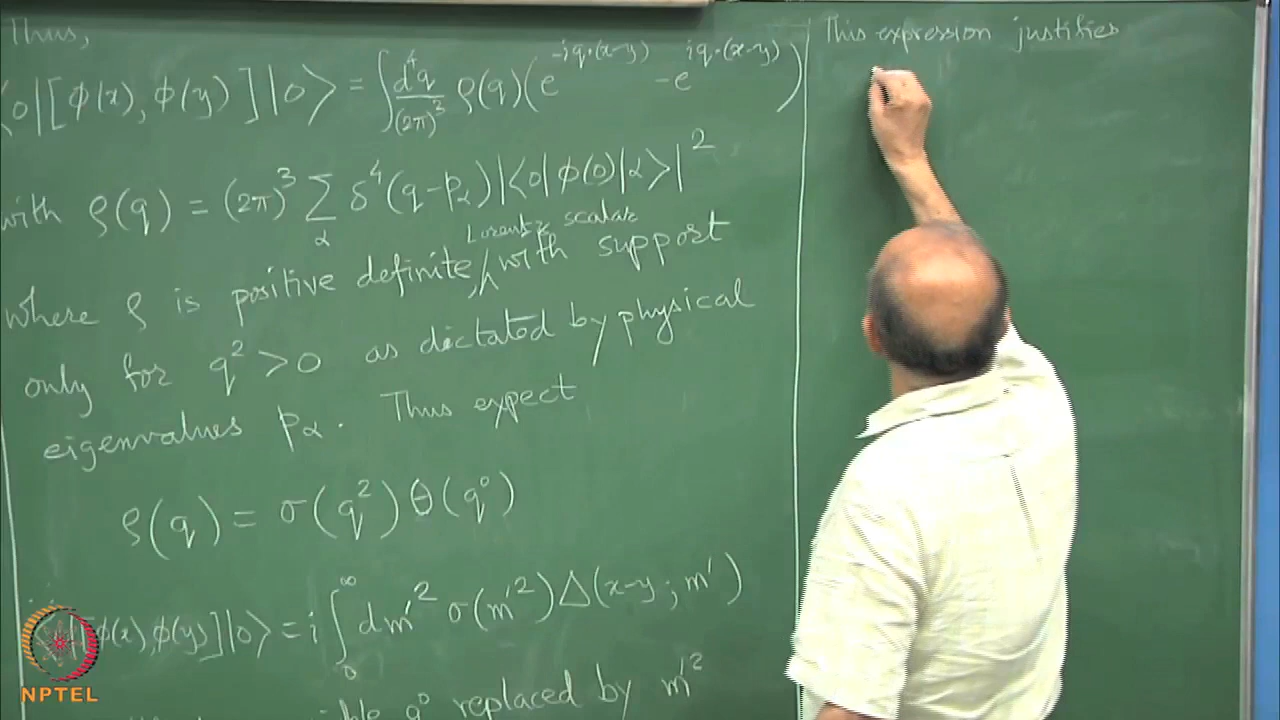 Thus,
⟨0|[ϕ(x), ϕ(y)]|0⟩ = ∫ d⁴q/(2π)³ ρ(q)(e^{-iq·(x-y)} - e^{iq·(x-y)})
with ρ(q) = (2π)³ Σ_α δ⁴(q-p_α)|⟨0|ϕ(0)|α⟩|²
Lorentz scalar
where ρ is positive definite, ∧ with support
only for q² > 0 as dictated by physical
eigenvalues p_α. Thus expect
ρ(q) = σ(q²) θ(q⁰)
[ϕ(x), ϕ(y)]|0⟩ = i ∫₀^∞ dm'² σ(m'²) Δ(x-y; m')
q⁰ replaced by m'²
This expression justifies
NPTEL